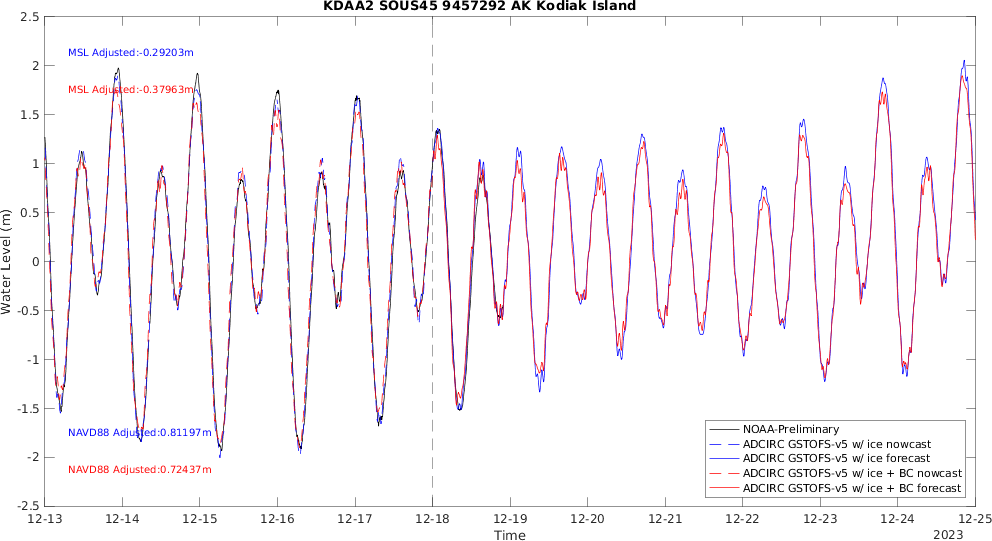 KDAA2 SOUS45 9457292 AK Kodiak Island
2.5
2
1.5
1
0.5
0
-0.5
-1
-1.5
-2
-2.5
Water Level (m)
MSL Adjusted:-0.29203m
MSL Adjusted:-0.37963m
NAVD88 Adjusted:0.81197m
NAVD88 Adjusted:0.72437m
NOAA-Preliminary
ADCIRC GSTOFS-v5 w/ ice nowcast
ADCIRC GSTOFS-v5 w/ ice forecast
ADCIRC GSTOFS-v5 w/ ice + BC nowcast
ADCIRC GSTOFS-v5 w/ ice + BC forecast
12-13 12-14 12-15 12-16 12-17 12-18 12-19 12-20 12-21 12-22 12-23 12-24 12-25
Time
2023